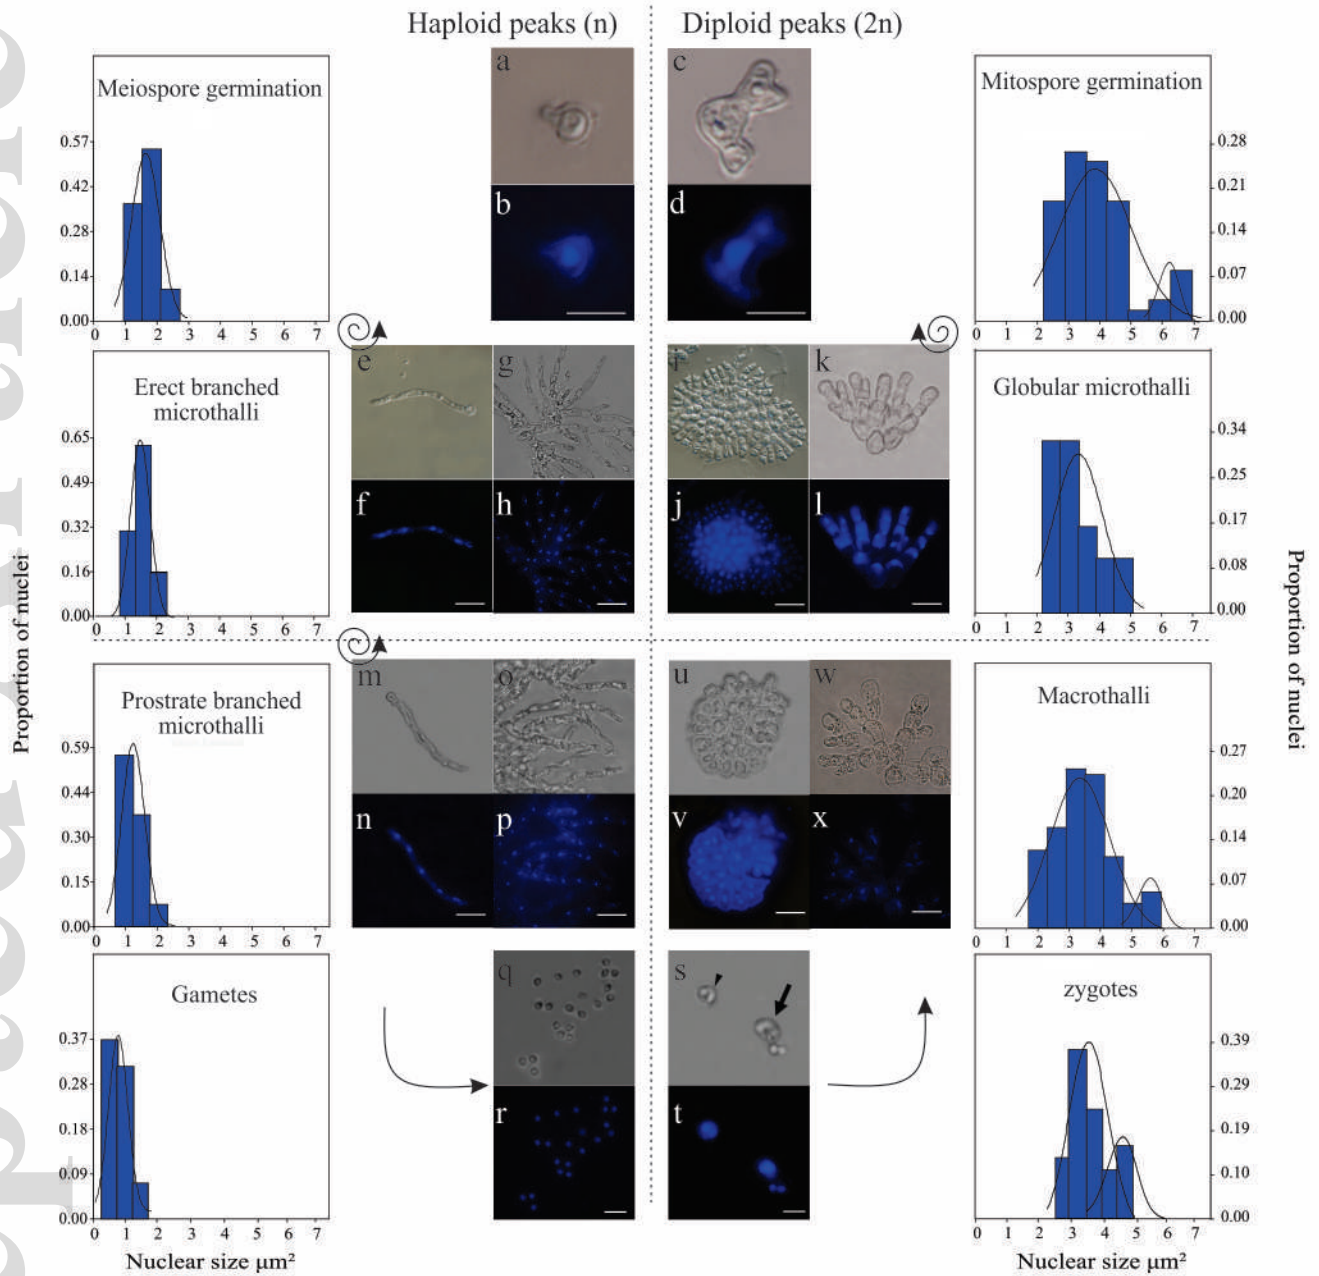 Haploid peaks (n)
Diploid peaks (2n)
Meiospore germination
0.57
0.42
0.28
0.14
0.00
0 1 2 3 4 5 6 7
a
b
c
d
Mitospore germination
0.28
0.21
0.14
0.07
0.00
0 1 2 3 4 5 6 7
Erect branched
microthalli
0.65
0.49
0.32
0.16
0.00
0 1 2 3 4 5 6 7
e
g
f
h
i
k
j
l
Globular microthalli
0.34
0.25
0.17
0.08
0.00
0 1 2 3 4 5 6 7
Proportion of nuclei
Proportion of nuclei
Prostrate branched
microthalli
0.59
0.44
0.30
0.15
0.00
0 1 2 3 4 5 6 7
m
o
n
p
u
w
v
x
Macrothalli
0.27
0.20
0.14
0.07
0.00
0 1 2 3 4 5 6 7
Gametes
0.37
0.28
0.18
0.09
0.00
0 1 2 3 4 5 6 7
Nuclear size µm²
q
r
s
t
zygotes
0.39
0.29
0.19
0.10
0.00
0 1 2 3 4 5 6 7
Nuclear size µm²